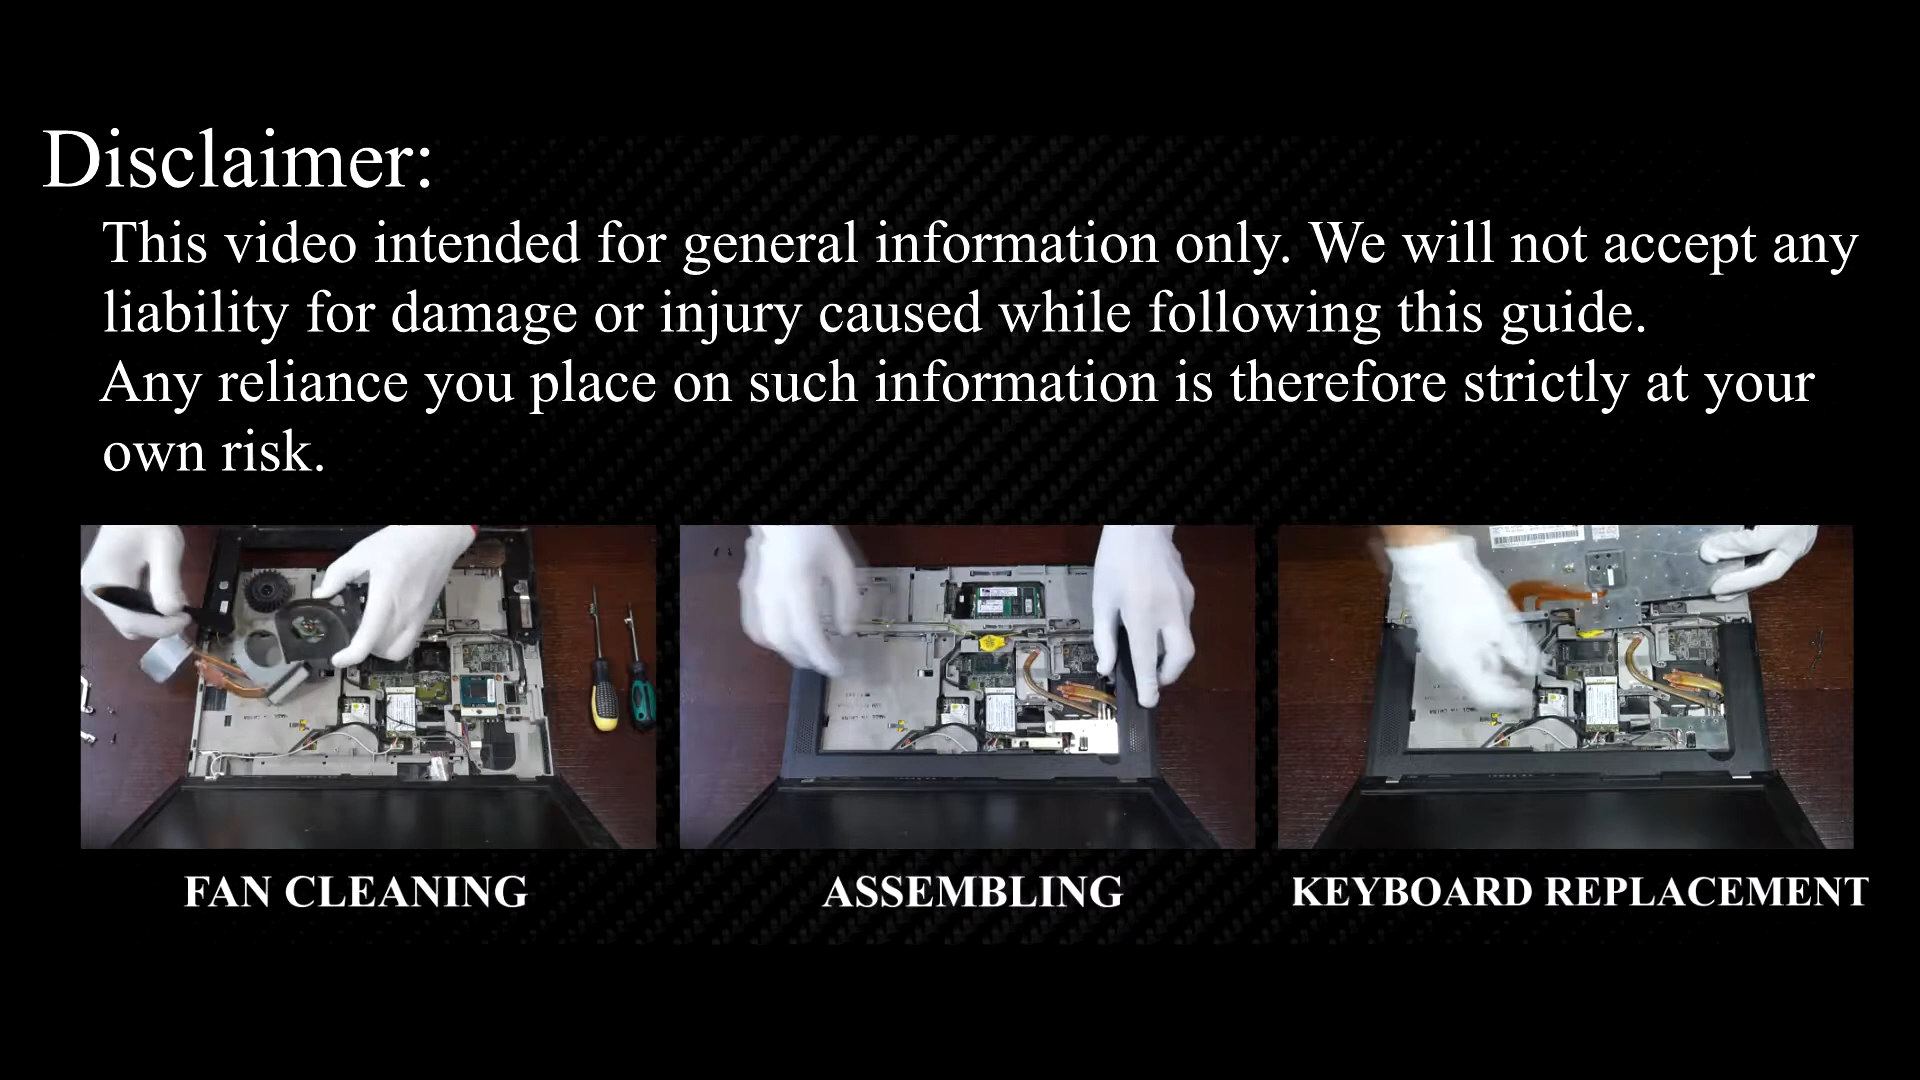 Disclaimer:
This video intended for general information only. We will not accept any
liability for damage or injury caused while following this guide.
Any reliance you place on such information is therefore strictly at your
own risk.
FAN CLEANING
ASSEMBLING
KEYBOARD REPLACEMENT